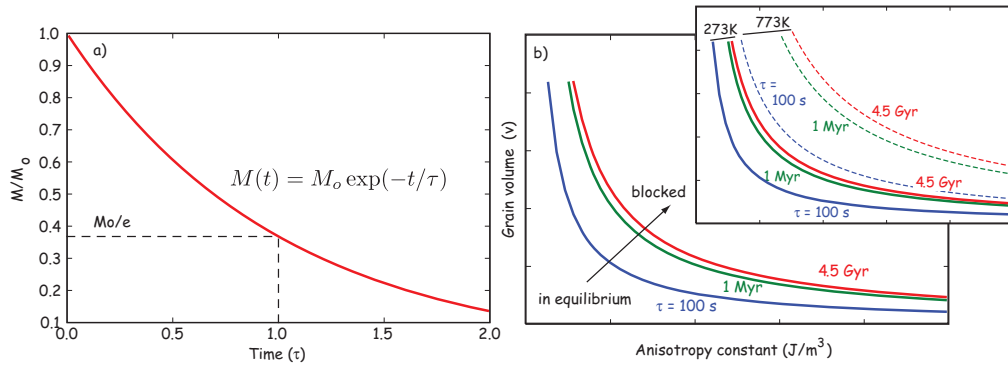 a)
M/Mo
1.0
0.9
0.8
0.7
0.6
0.5
0.4
0.3
0.2
0.1
M(t) = Mo exp(−t/τ)
Mo/e
0.0
0.5
1.0
1.5
2.0
Time (τ)
b)
Grain volume (v)
blocked
in equilibrium
4.5 Gyr
1 Myr
τ = 100 s
Anisotropy constant (J/m³)
273K
773K
τ =
100 s
4.5 Gyr
1 Myr
1 Myr
4.5 Gyr
τ = 100 s